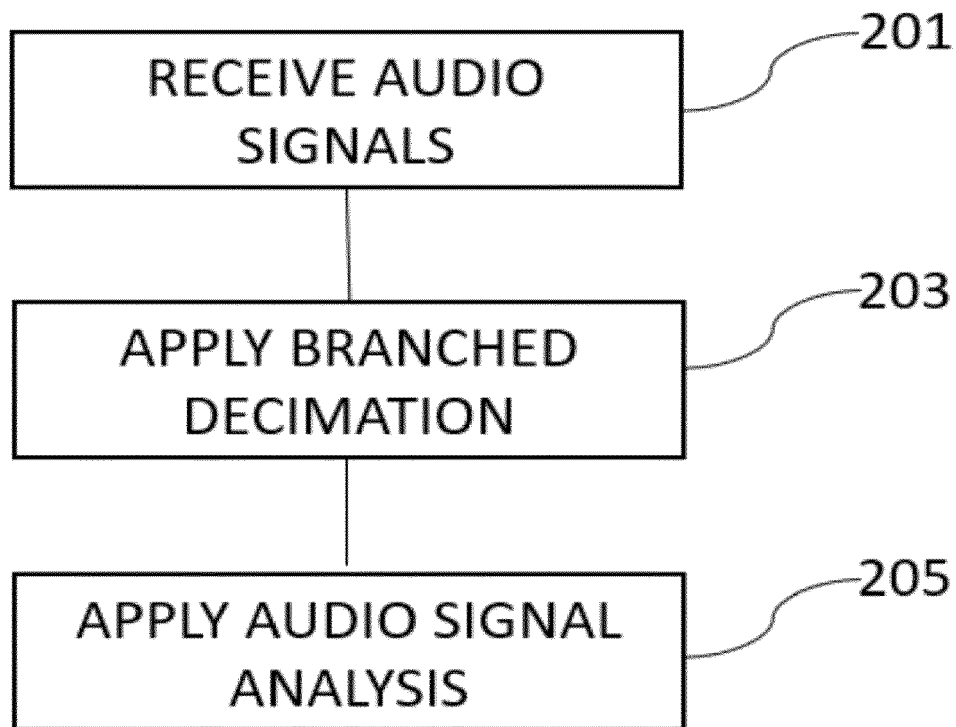 201
RECEIVE AUDIO
SIGNALS
203
APPLY BRANCHED
DECIMATION
205
APPLY AUDIO SIGNAL
ANALYSIS